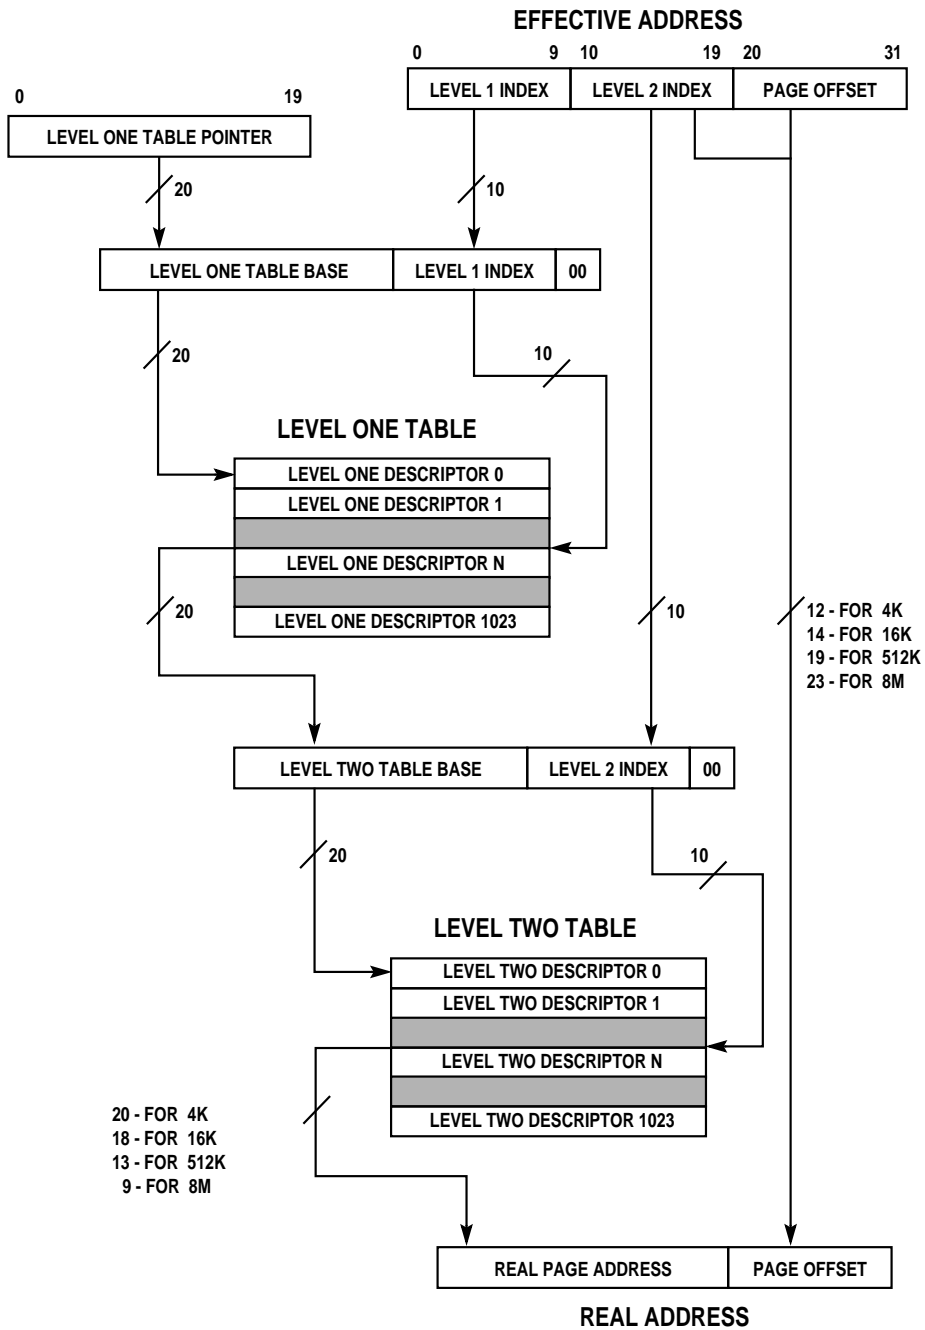 EFFECTIVE ADDRESS
0 9 10 19 20 31
LEVEL 1 INDEX LEVEL 2 INDEX PAGE OFFSET
0 19
LEVEL ONE TABLE POINTER
20 10
LEVEL ONE TABLE BASE LEVEL 1 INDEX 00
20 10
LEVEL ONE TABLE
LEVEL ONE DESCRIPTOR 0
LEVEL ONE DESCRIPTOR 1
LEVEL ONE DESCRIPTOR N
LEVEL ONE DESCRIPTOR 1023
20 10
12 - FOR 4K
14 - FOR 16K
19 - FOR 512K
23 - FOR 8M
LEVEL TWO TABLE BASE LEVEL 2 INDEX 00
20 10
LEVEL TWO TABLE
LEVEL TWO DESCRIPTOR 0
LEVEL TWO DESCRIPTOR 1
LEVEL TWO DESCRIPTOR N
LEVEL TWO DESCRIPTOR 1023
20 - FOR 4K
18 - FOR 16K
13 - FOR 512K
9 - FOR 8M
REAL PAGE ADDRESS PAGE OFFSET
REAL ADDRESS